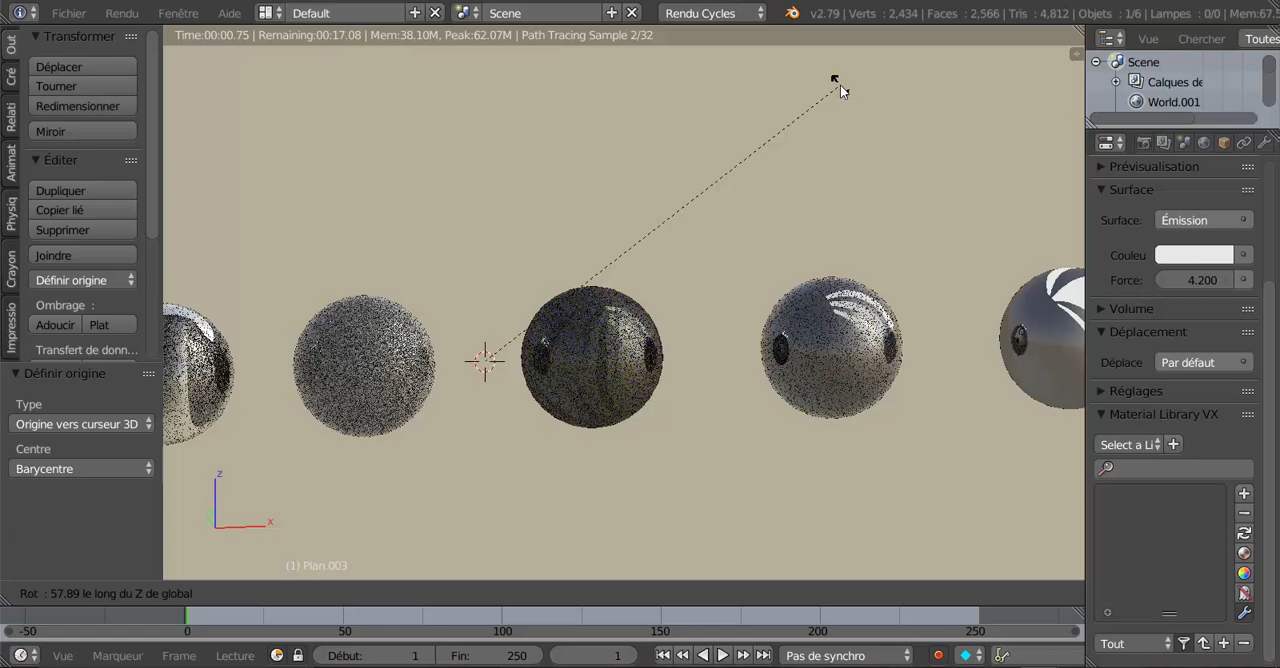 Fichier Rendu Fenêtre Aide Default Scene Rendu Cycles v2.79 | Verts : 2,434 | Faces : 2,566 | Tris : 4,812 | Objets : 1/6 | Lampes : 0/0 | Mem:67.
Time:00:00.75 | Remaining:00:17.08 | Mem:38.10M, Peak:62.07M | Path Tracing Sample 2/32
Out
Cré
Relati
Animat
Physiq
Crayon
Impressio
Transformer
Déplacer
Tourner
Redimensionner
Miroir
Éditer
Dupliquer
Copier lié
Supprimer
Joindre
Définir origine
Ombrage :
Adoucir Plat
Transfert de donn...
Définir origine
Type
Origine vers curseur 3D
Centre
Barycentre
z
x
(1) Plan.003
Rot : 57.89 le long du Z de global
Vue Chercher Toutes
Scene
Calques de
World.001
Prévisualisation
Surface
Surface: Émission
Couleu
Force: 4.200
Volume
Déplacement
Déplace Par défaut
Réglages
Material Library VX
Select a Li
Tout
-50 0 50 100 150 200 250
Vue Marqueur Frame Lecture Début: 1 Fin: 250 1 Pas de synchro